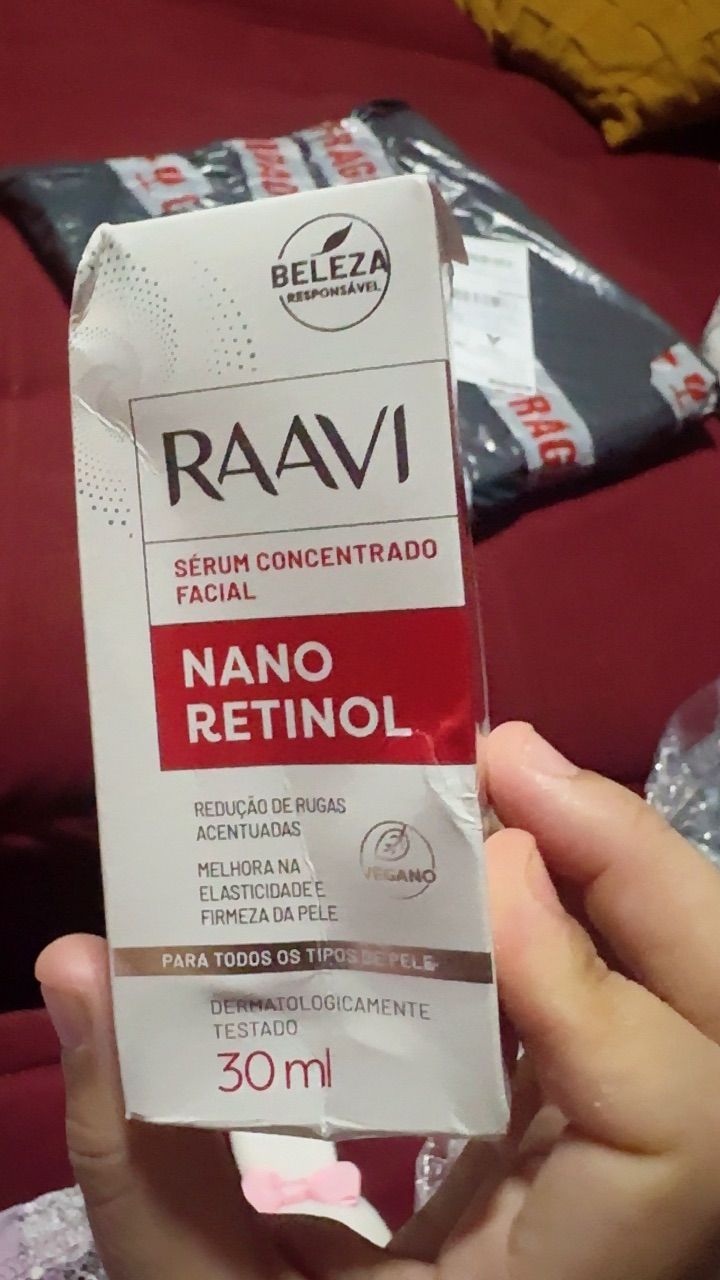 BELEZA
RESPONSÁVEL
RAAVI
SÉRUM CONCENTRADO
FACIAL
NANO
RETINOL
REDUÇÃO DE RUGAS
ACENTUADAS
MELHORA NA
ELASTICIDADE E
FIRMEZA DA PELE
VEGANO
PARA TODOS OS TIPOS DE PELE
DERMATOLOGICAMENTE
TESTADO
30 ml